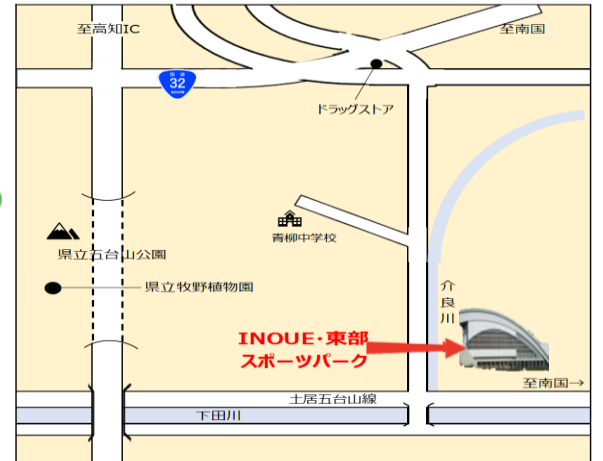 至高知IC
至南国
国道
32
ROUTE
ドラッグストア
青柳中学校
県立五台山公園
県立牧野植物園
介良川
INOUE・東部
スポーツパーク
至南国→
土居五台山線
下田川